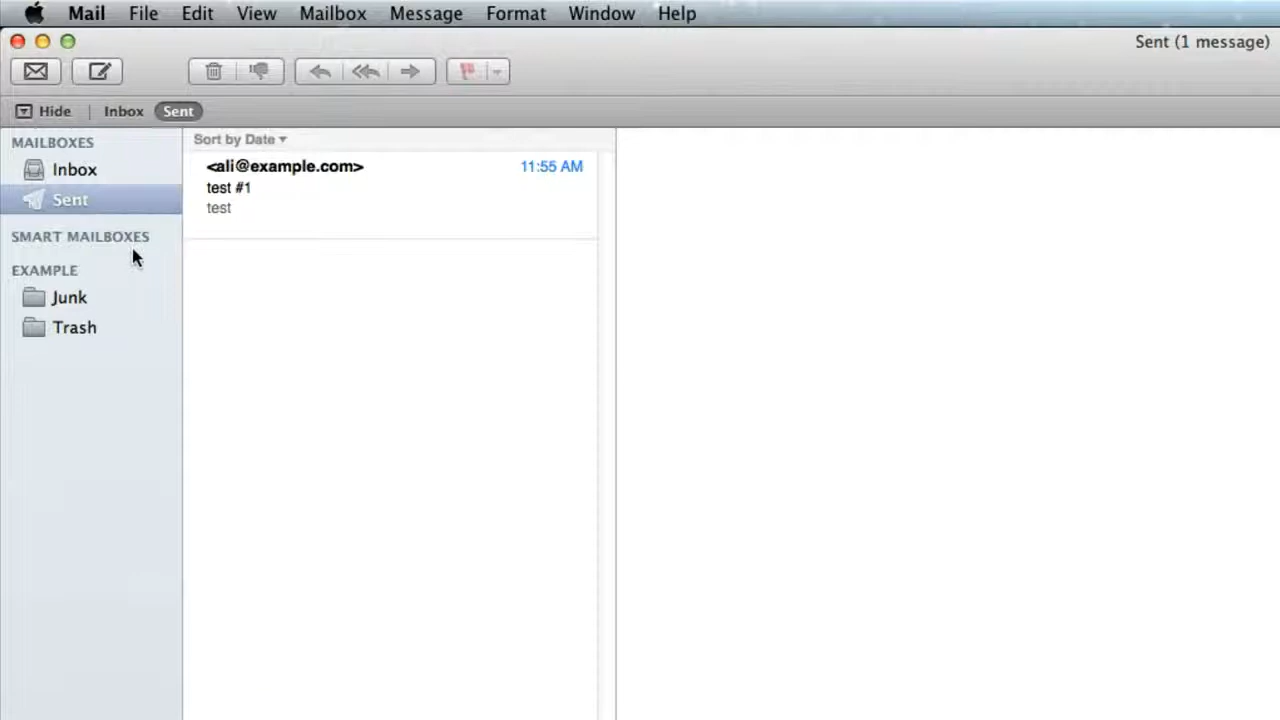 Mail File Edit View Mailbox Message Format Window Help
Sent (1 message)
Hide Inbox Sent
MAILBOXES
Inbox
Sent
SMART MAILBOXES
EXAMPLE
Junk
Trash
Sort by Date
<ali@example.com> 11:55 AM
test #1
test